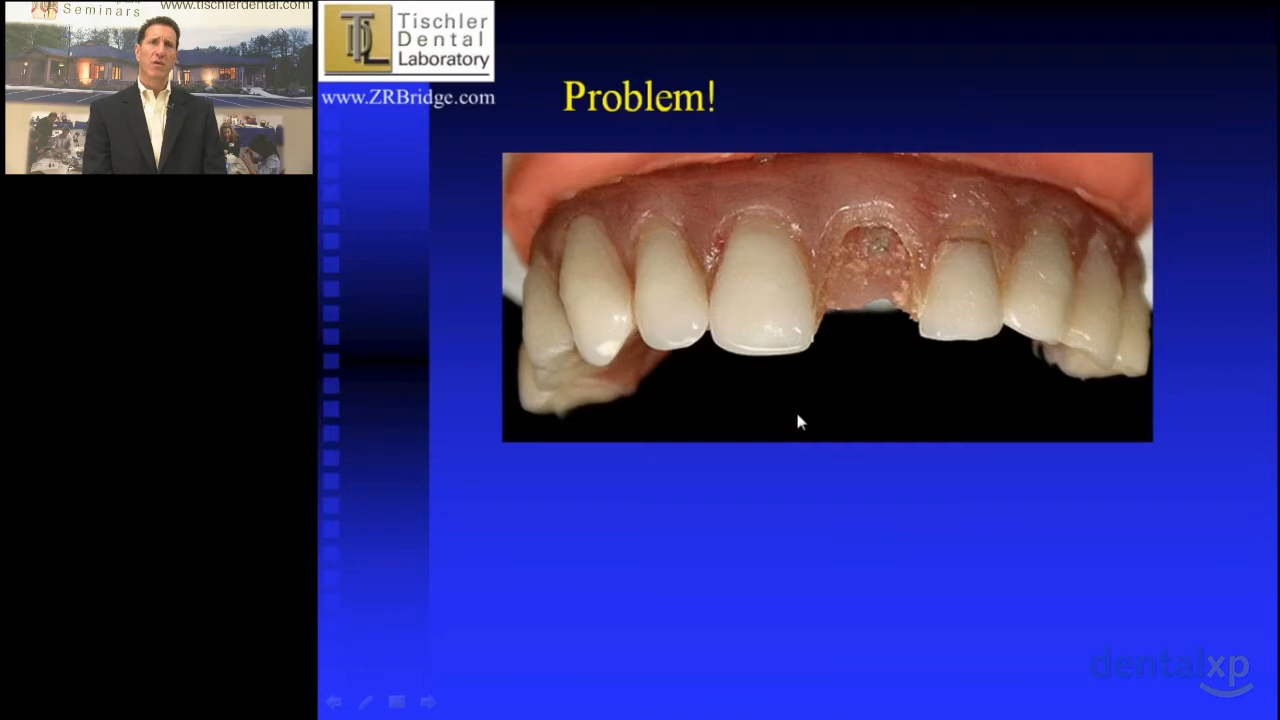 Seminars
www.tischlerdental.com
Tischler
Dental
Laboratory
www.ZRBridge.com
Problem!
dentalxp